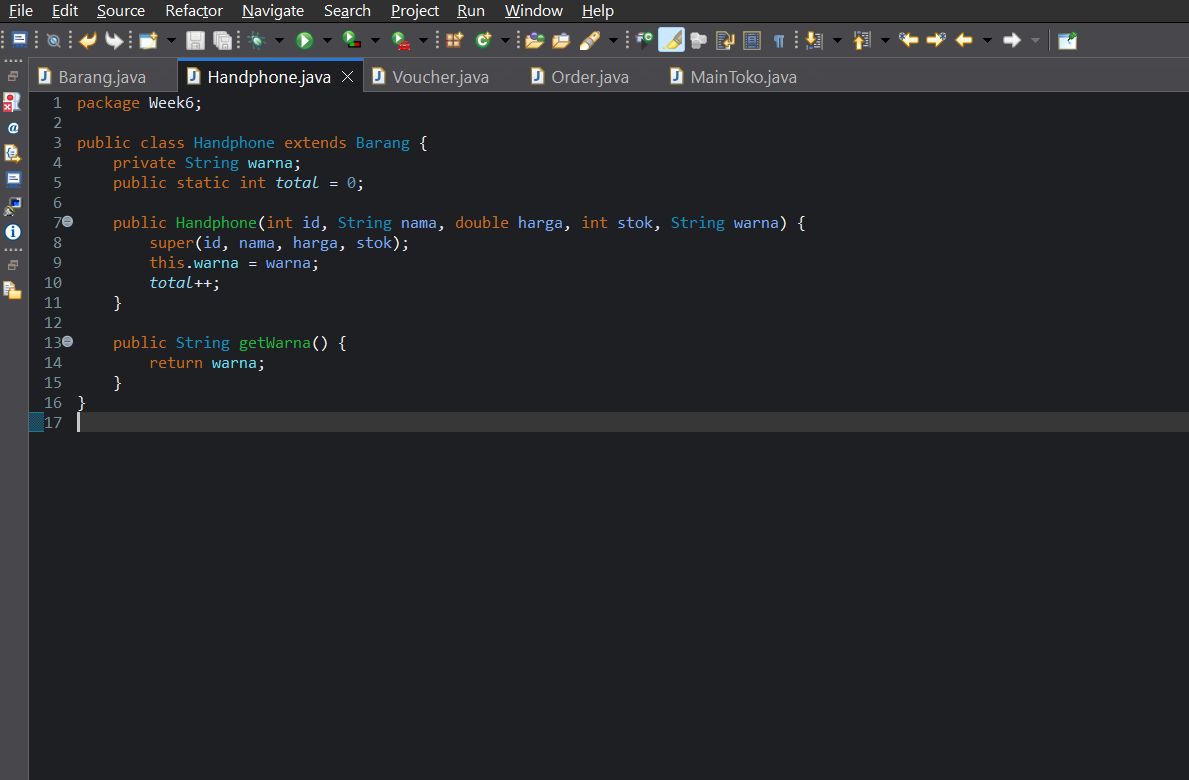 File Edit Source Refactor Navigate Search Project Run Window Help
Barang.java Handphone.java Voucher.java Order.java MainToko.java
1 package Week6;
2
3 public class Handphone extends Barang {
4 private String warna;
5 public static int total = 0;
6
7 public Handphone(int id, String nama, double harga, int stok, String warna) {
8 super(id, nama, harga, stok);
9 this.warna = warna;
10 total++;
11 }
12
13 public String getWarna() {
14 return warna;
15 }
16 }
17